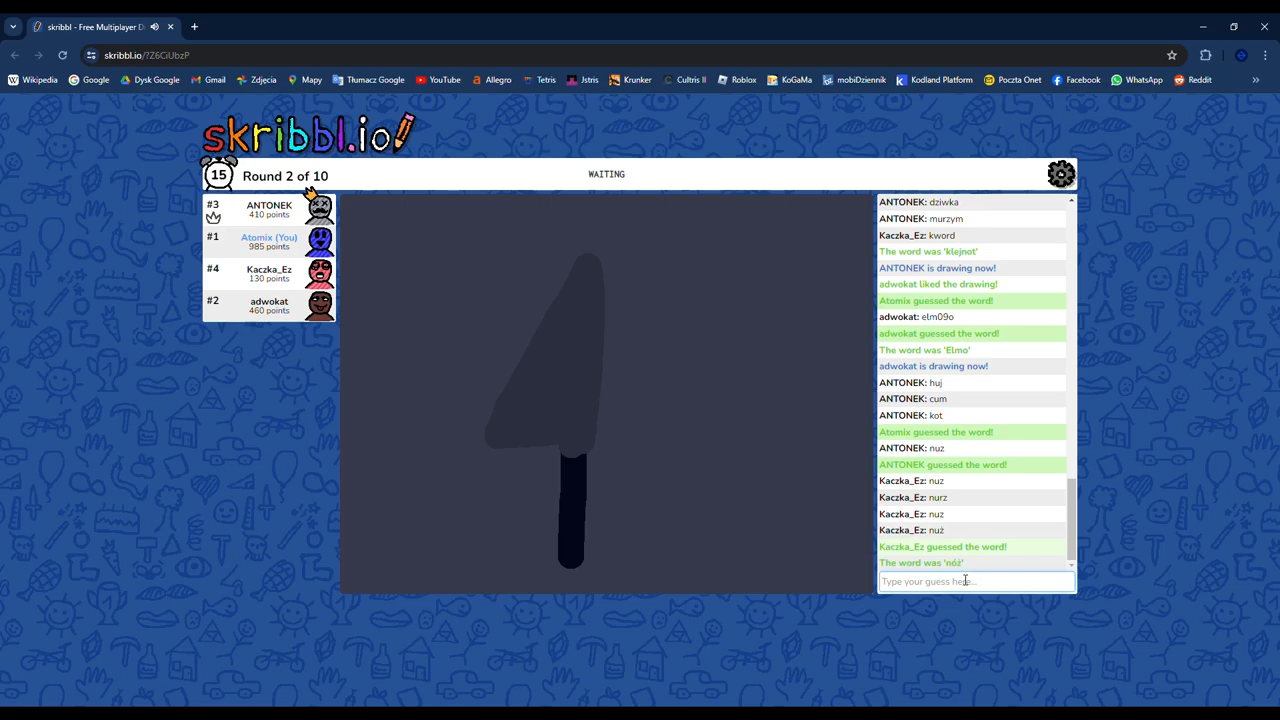 skribbl - Free Multiplayer D
skribbl.io/?Z6CiUbzP
Wikipedia Google Dysk Google Gmail Zdjęcia Mapy Tłumacz Google YouTube Allegro Tetris Jstris Krunker Cultris II Roblox KoGaMa mobiDziennik Kodland Platform Poczta Onet Facebook WhatsApp Reddit »
skribbl.io
15 Round 2 of 10 WAITING
#3 ANTONEK
410 points
#1 Atomix (You)
985 points
#4 Kaczka_Ez
130 points
#2 adwokat
460 points
ANTONEK: dziwka
ANTONEK: murzym
Kaczka_Ez: kword
The word was 'klejnot'
ANTONEK is drawing now!
adwokat liked the drawing!
Atomix guessed the word!
adwokat: elm09o
adwokat guessed the word!
The word was 'Elmo'
adwokat is drawing now!
ANTONEK: huj
ANTONEK: cum
ANTONEK: kot
Atomix guessed the word!
ANTONEK: nuz
ANTONEK guessed the word!
Kaczka_Ez: nuz
Kaczka_Ez: nurz
Kaczka_Ez: nuz
Kaczka_Ez: nuż
Kaczka_Ez guessed the word!
The word was 'nóż'
Type your guess here...